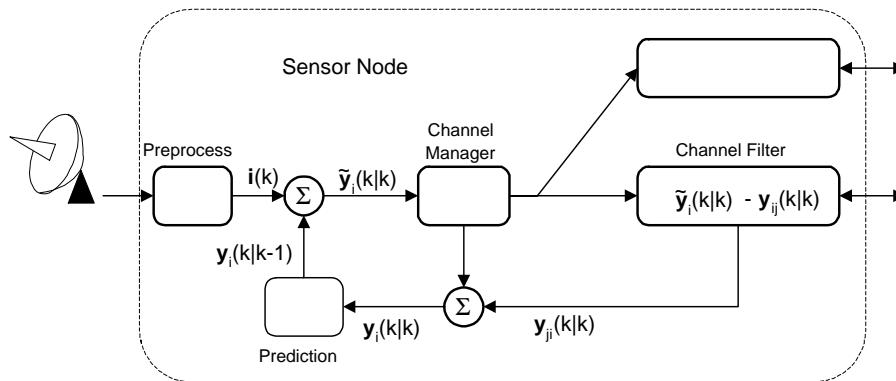 Sensor Node
Preprocess
i(k)
Σ
ỹᵢ(k|k)
Channel
Manager
Channel Filter
ỹᵢ(k|k) - yᵢⱼ(k|k)
yᵢ(k|k-1)
Prediction
yᵢ(k|k)
Σ
yⱼᵢ(k|k)